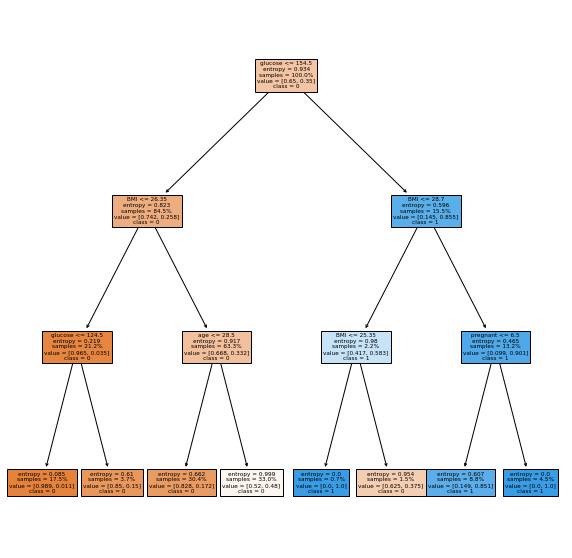 glucose <= 154.5
entropy = 0.934
samples = 100.0%
value = [0.65, 0.35]
class = 0
BMI <= 26.35
entropy = 0.823
samples = 84.5%
value = [0.742, 0.258]
class = 0
BMI <= 28.7
entropy = 0.596
samples = 15.5%
value = [0.145, 0.855]
class = 1
glucose <= 124.5
entropy = 0.219
samples = 21.2%
value = [0.965, 0.035]
class = 0
age <= 28.5
entropy = 0.917
samples = 63.3%
value = [0.668, 0.332]
class = 0
BMI <= 25.35
entropy = 0.98
samples = 2.2%
value = [0.417, 0.583]
class = 1
pregnant <= 6.5
entropy = 0.465
samples = 13.2%
value = [0.099, 0.901]
class = 1
entropy = 0.085
samples = 17.5%
value = [0.989, 0.011]
class = 0
entropy = 0.61
samples = 3.7%
value = [0.85, 0.15]
class = 0
entropy = 0.662
samples = 30.4%
value = [0.828, 0.172]
class = 0
entropy = 0.999
samples = 33.0%
value = [0.52, 0.48]
class = 0
entropy = 0.0
samples = 0.7%
value = [0.0, 1.0]
class = 1
entropy = 0.954
samples = 1.5%
value = [0.625, 0.375]
class = 0
entropy = 0.607
samples = 8.8%
value = [0.149, 0.851]
class = 1
entropy = 0.0
samples = 4.5%
value = [0.0, 1.0]
class = 1